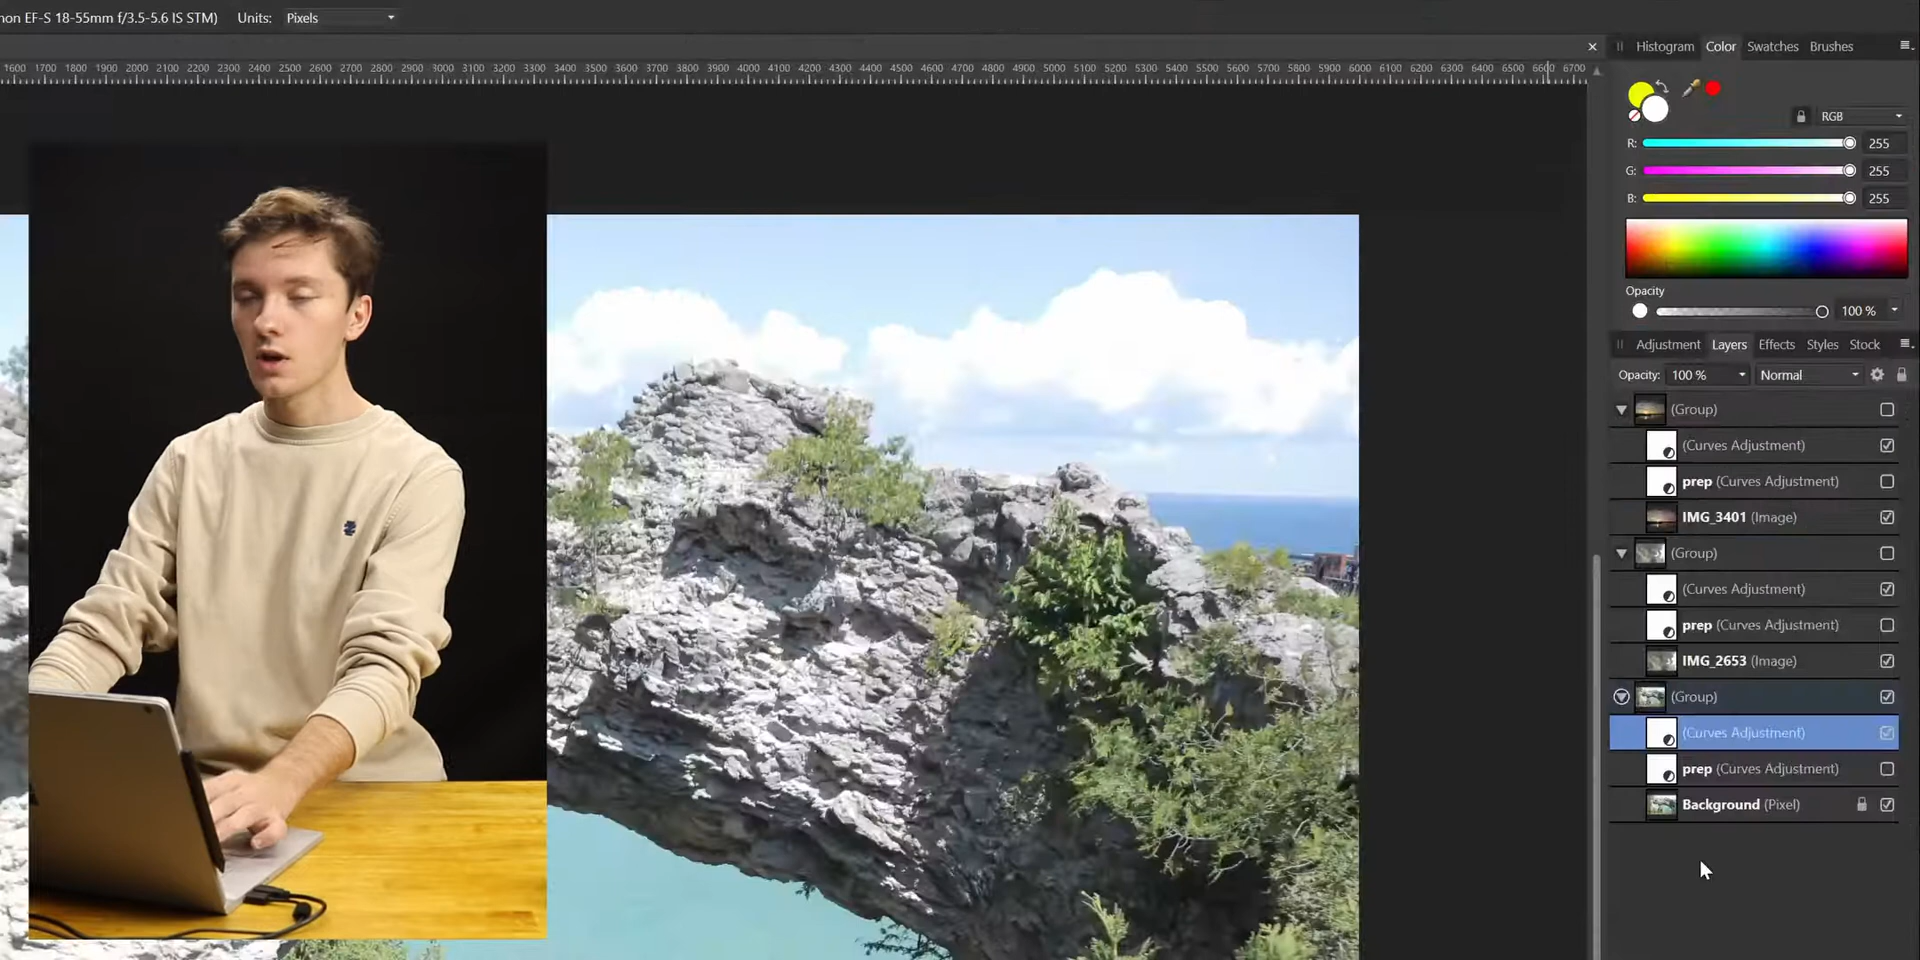 non EF-S 18-55mm f/3.5-5.6 IS STM) Units: Pixels
1600 1700 1800 1900 2000 2100 2200 2300 2400 2500 2600 2700 2800 2900 3000 3100 3200 3300 3400 3500 3600 3700 3800 3900 4000 4100 4200 4300 4400 4500 4600 4700 4800 4900 5000 5100 5200 5300 5400 5500 5600 5700 5800 5900 6000 6100 6200 6300 6400 6500 6600 6700
Histogram Color Swatches Brushes
RGB
R: 255
G: 255
B: 255
Opacity
100 %
Adjustment Layers Effects Styles Stock
Opacity: 100 % Normal
(Group)
(Curves Adjustment)
prep (Curves Adjustment)
IMG_3401 (Image)
(Group)
(Curves Adjustment)
prep (Curves Adjustment)
IMG_2653 (Image)
(Group)
(Curves Adjustment)
prep (Curves Adjustment)
Background (Pixel)